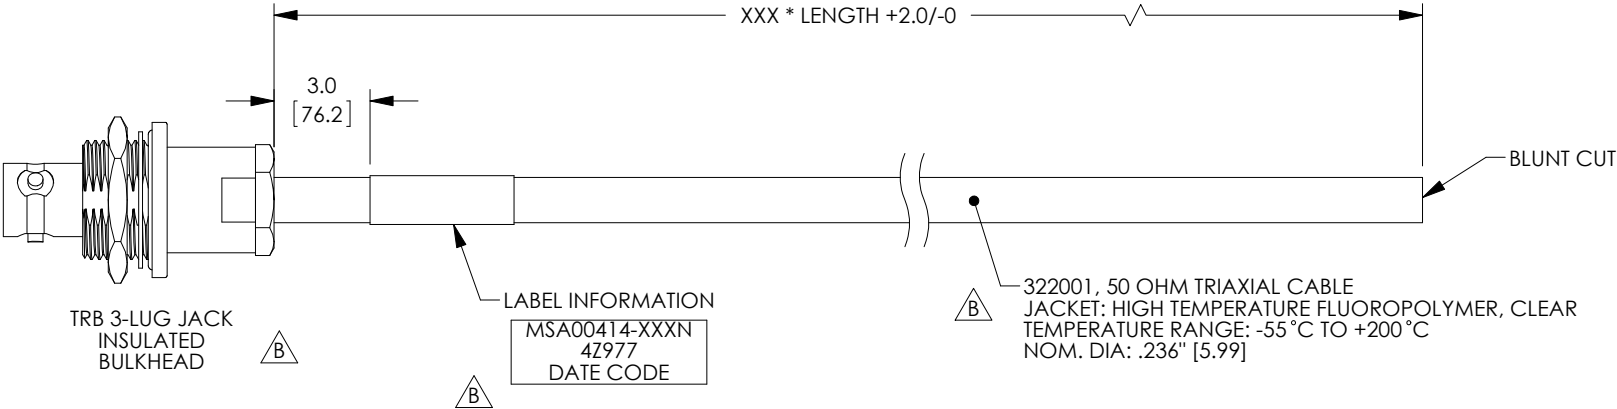 XXX * LENGTH +2.0/-0
3.0
[76.2]
BLUNT CUT
TRB 3-LUG JACK
INSULATED
BULKHEAD
B
LABEL INFORMATION
MSA00414-XXXN
4Z977
DATE CODE
B
B
322001, 50 OHM TRIAXIAL CABLE
JACKET: HIGH TEMPERATURE FLUOROPOLYMER, CLEAR
TEMPERATURE RANGE: -55°C TO +200°C
NOM. DIA: .236" [5.99]